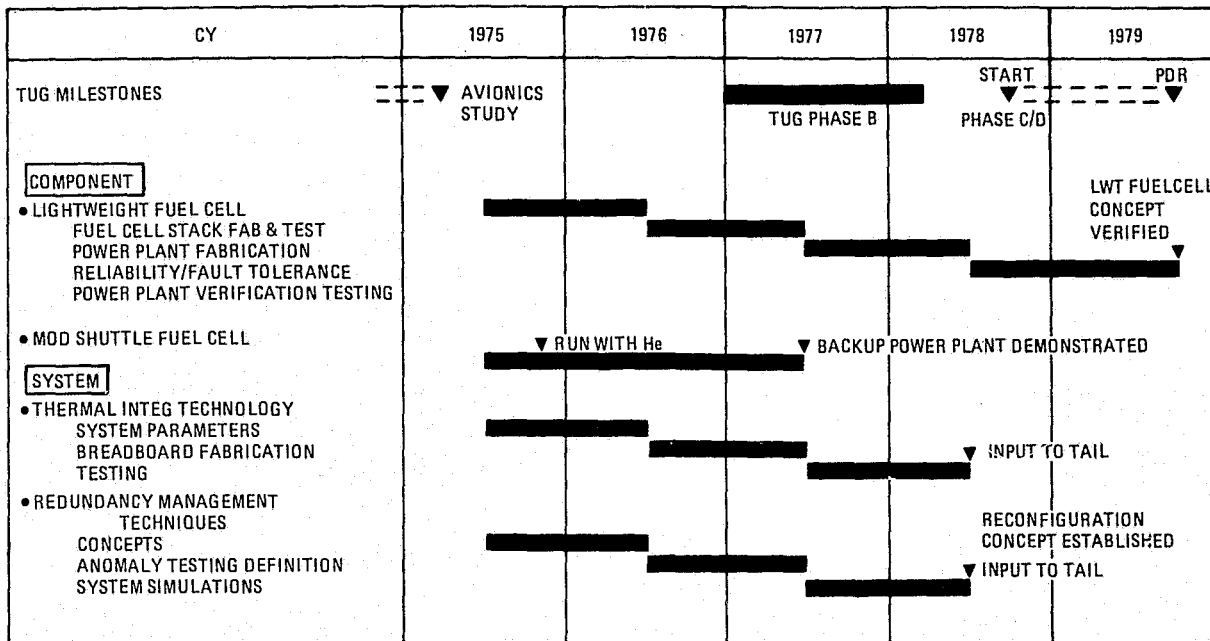 CY 1975 1976 1977 1978 1979
START PDR
TUG MILESTONES AVIONICS
STUDY TUG PHASE B PHASE C/D
COMPONENT
• LIGHTWEIGHT FUEL CELL
FUEL CELL STACK FAB & TEST
POWER PLANT FABRICATION
RELIABILITY/FAULT TOLERANCE
POWER PLANT VERIFICATION TESTING
LWT FUELCELL
CONCEPT
VERIFIED
• MOD SHUTTLE FUEL CELL RUN WITH He BACKUP POWER PLANT DEMONSTRATED
SYSTEM
• THERMAL INTEG TECHNOLOGY
SYSTEM PARAMETERS
BREADBOARD FABRICATION
TESTING
INPUT TO TAIL
• REDUNDANCY MANAGEMENT
TECHNIQUES
CONCEPTS
ANOMALY TESTING DEFINITION
SYSTEM SIMULATIONS
RECONFIGURATION
CONCEPT ESTABLISHED
INPUT TO TAIL